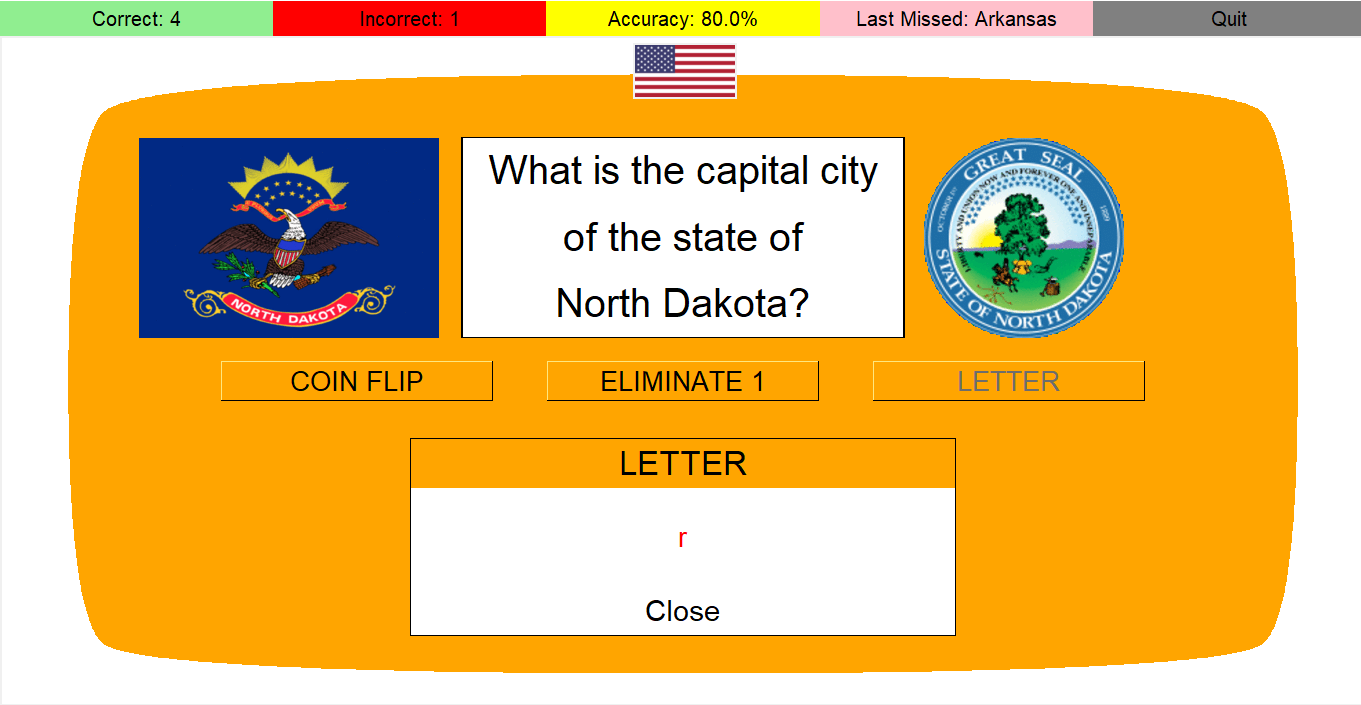 Correct: 4
Incorrect: 1
Accuracy: 80.0%
Last Missed: Arkansas
Quit
What is the capital city
of the state of
North Dakota?
NORTH DAKOTA
GREAT SEAL
OCTOBER 1ST
1889
LIBERTY AND UNION NOW AND FOREVER ONE AND INSEPARABLE
STATE OF NORTH DAKOTA
COIN FLIP
ELIMINATE 1
LETTER
LETTER
r
Close